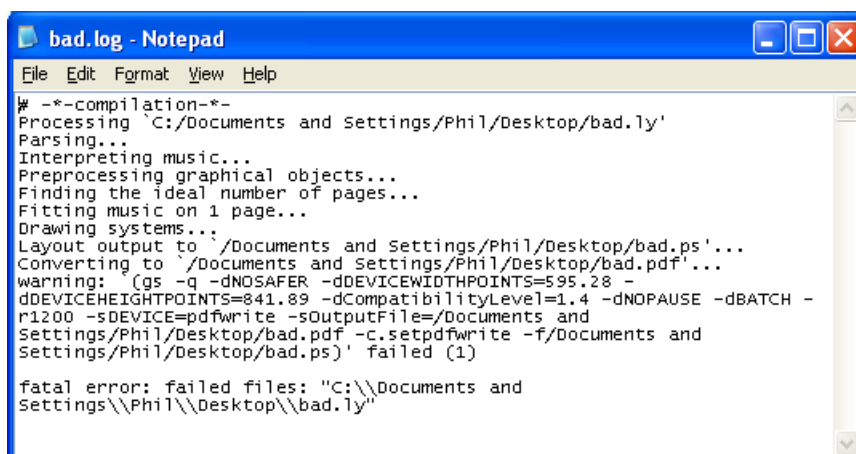 bad.log - Notepad
File Edit Format View Help
# -*-compilation-*-
Processing `C:/Documents and Settings/Phil/Desktop/bad.ly'
Parsing...
Interpreting music...
Preprocessing graphical objects...
Finding the ideal number of pages...
Fitting music on 1 page...
Drawing systems...
Layout output to `/Documents and Settings/Phil/Desktop/bad.ps'...
Converting to `/Documents and Settings/Phil/Desktop/bad.pdf'...
warning: `(gs -q -dNOSAFER -dDEVICEWIDTHPOINTS=595.28 -
dDEVICEHEIGHTPOINTS=841.89 -dCompatibilityLevel=1.4 -dNOPAUSE -dBATCH -
r1200 -sDEVICE=pdfwrite -sOutputFile=/Documents and
Settings/Phil/Desktop/bad.pdf -c.setpdfwrite -f/Documents and
Settings/Phil/Desktop/bad.ps)' failed (1)
fatal error: failed files: "C:\\Documents and
Settings\\Phil\\Desktop\\bad.ly"